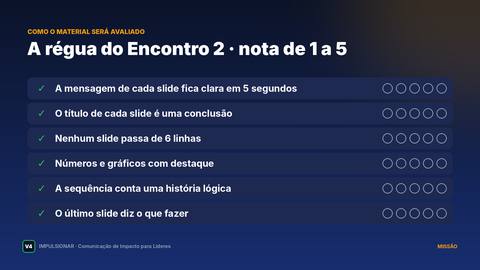 COMO O MATERIAL SERÁ AVALIADO
A régua do Encontro 2 · nota de 1 a 5
✓ A mensagem de cada slide fica clara em 5 segundos
✓ O título de cada slide é uma conclusão
✓ Nenhum slide passa de 6 linhas
✓ Números e gráficos com destaque
✓ A sequência conta uma história lógica
✓ O último slide diz o que fazer
V4 IMPULSIONAR · Comunicação de Impacto para Líderes
MISSÃO